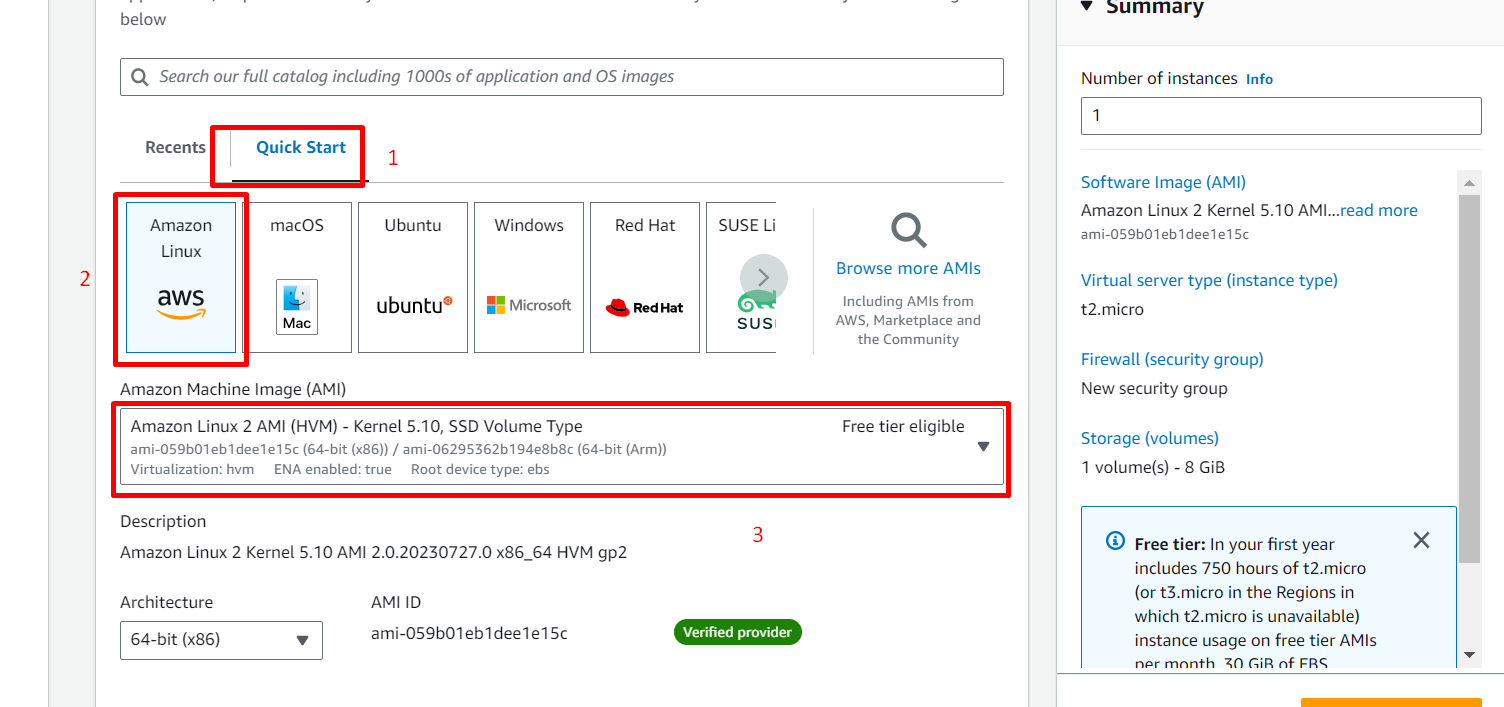 below
Search our full catalog including 1000s of application and OS images
Recents
Quick Start
1
2
Amazon
Linux
aws
macOS
Mac
Ubuntu
ubuntu
Windows
Microsoft
Red Hat
Red Hat
SUSE Li
SUS
Browse more AMIs
Including AMIs from
AWS, Marketplace and
the Community
Amazon Machine Image (AMI)
Amazon Linux 2 AMI (HVM) - Kernel 5.10, SSD Volume Type
Free tier eligible
ami-059b01eb1dee1e15c (64-bit (x86)) / ami-06295362b194e8b8c (64-bit (Arm))
Virtualization: hvm ENA enabled: true Root device type: ebs
3
Description
Amazon Linux 2 Kernel 5.10 AMI 2.0.20230727.0 x86_64 HVM gp2
Architecture
64-bit (x86)
AMI ID
ami-059b01eb1dee1e15c
Verified provider
Summary
Number of instances Info
1
Software Image (AMI)
Amazon Linux 2 Kernel 5.10 AMI...read more
ami-059b01eb1dee1e15c
Virtual server type (instance type)
t2.micro
Firewall (security group)
New security group
Storage (volumes)
1 volume(s) - 8 GiB
Free tier: In your first year
includes 750 hours of t2.micro
(or t3.micro in the Regions in
which t2.micro is unavailable)
instance usage on free tier AMIs
per month, 30 GiB of EBS